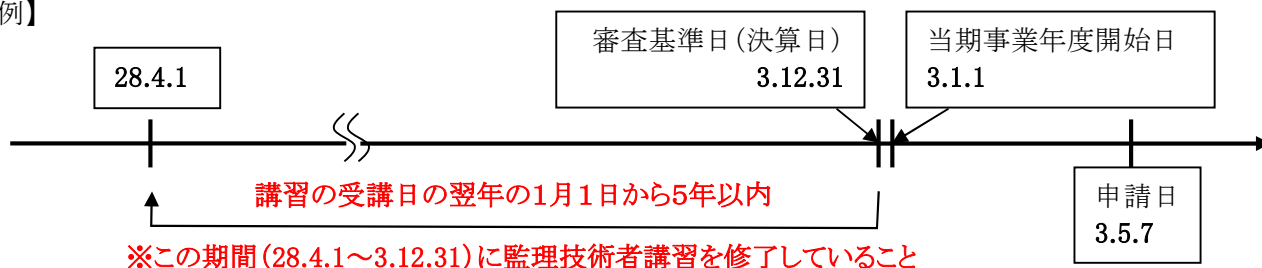 例】
28.4.1
審査基準日(決算日)
3.12.31
当期事業年度開始日
3.1.1
講習の受講日の翌年の1月1日から5年以内
申請日
3.5.7
※この期間(28.4.1～3.12.31)に監理技術者講習を修了していること